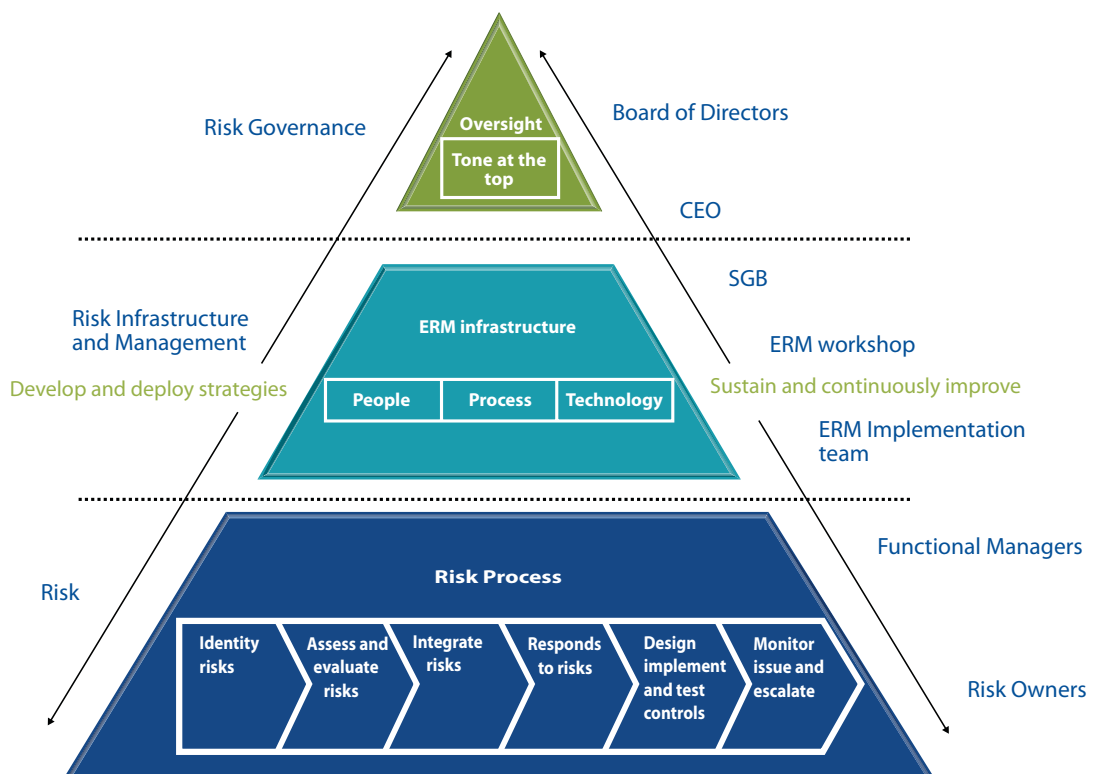 Oversight
Tone at the
top
Risk Governance
Board of Directors
CEO
SGB
Risk Infrastructure
and Management
ERM infrastructure
ERM workshop
Develop and deploy strategies
People
Process
Technology
Sustain and continuously improve
ERM Implementation
team
Functional Managers
Risk Process
Risk
Identity
risks
Assess and
evaluate
risks
Integrate
risks
Responds
to risks
Design
implement
and test
controls
Monitor
issue and
escalate
Risk Owners